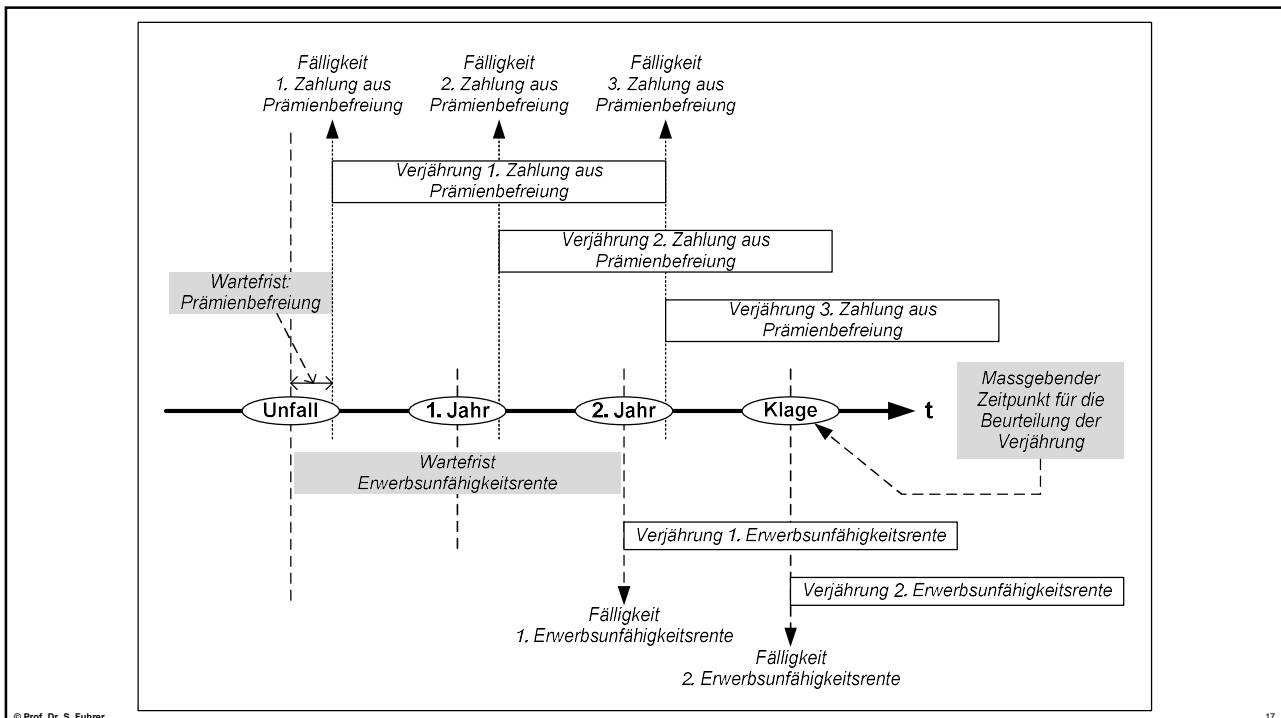 Fälligkeit
1. Zahlung aus
Prämienbefreiung
Fälligkeit
2. Zahlung aus
Prämienbefreiung
Fälligkeit
3. Zahlung aus
Prämienbefreiung
Verjährung 1. Zahlung aus
Prämienbefreiung
Verjährung 2. Zahlung aus
Prämienbefreiung
Wartefrist:
Prämienbefreiung
Verjährung 3. Zahlung aus
Prämienbefreiung
Massgebender
Zeitpunkt für die
Beurteilung der
Verjährung
Unfall
1. Jahr
2. Jahr
Klage
t
Wartefrist
Erwerbsunfähigkeitsrente
Verjährung 1. Erwerbsunfähigkeitsrente
Verjährung 2. Erwerbsunfähigkeitsrente
Fälligkeit
1. Erwerbsunfähigkeitsrente
Fälligkeit
2. Erwerbsunfähigkeitsrente
© Prof. Dr. S. Fuhrer
17